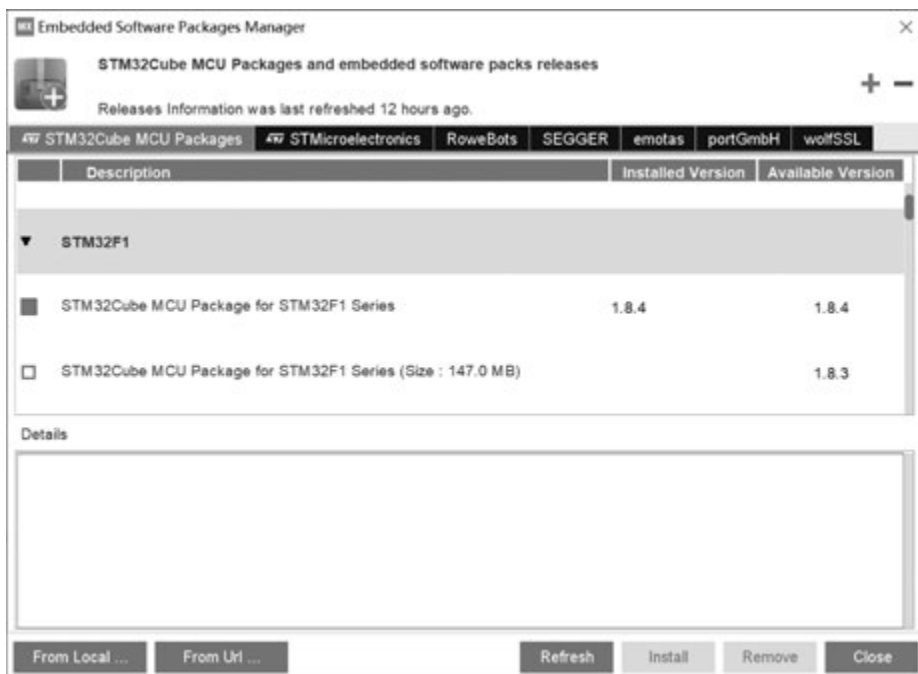 MX Embedded Software Packages Manager
STM32Cube MCU Packages and embedded software packs releases
Releases Information was last refreshed 12 hours ago.
STM32Cube MCU Packages STMicroelectronics RoweBots SEGGER emotas portGmbH wolfSSL
Description Installed Version Available Version
STM32F1
STM32Cube MCU Package for STM32F1 Series 1.8.4 1.8.4
STM32Cube MCU Package for STM32F1 Series (Size : 147.0 MB) 1.8.3
Details
From Local ... From Url ... Refresh Install Remove Close